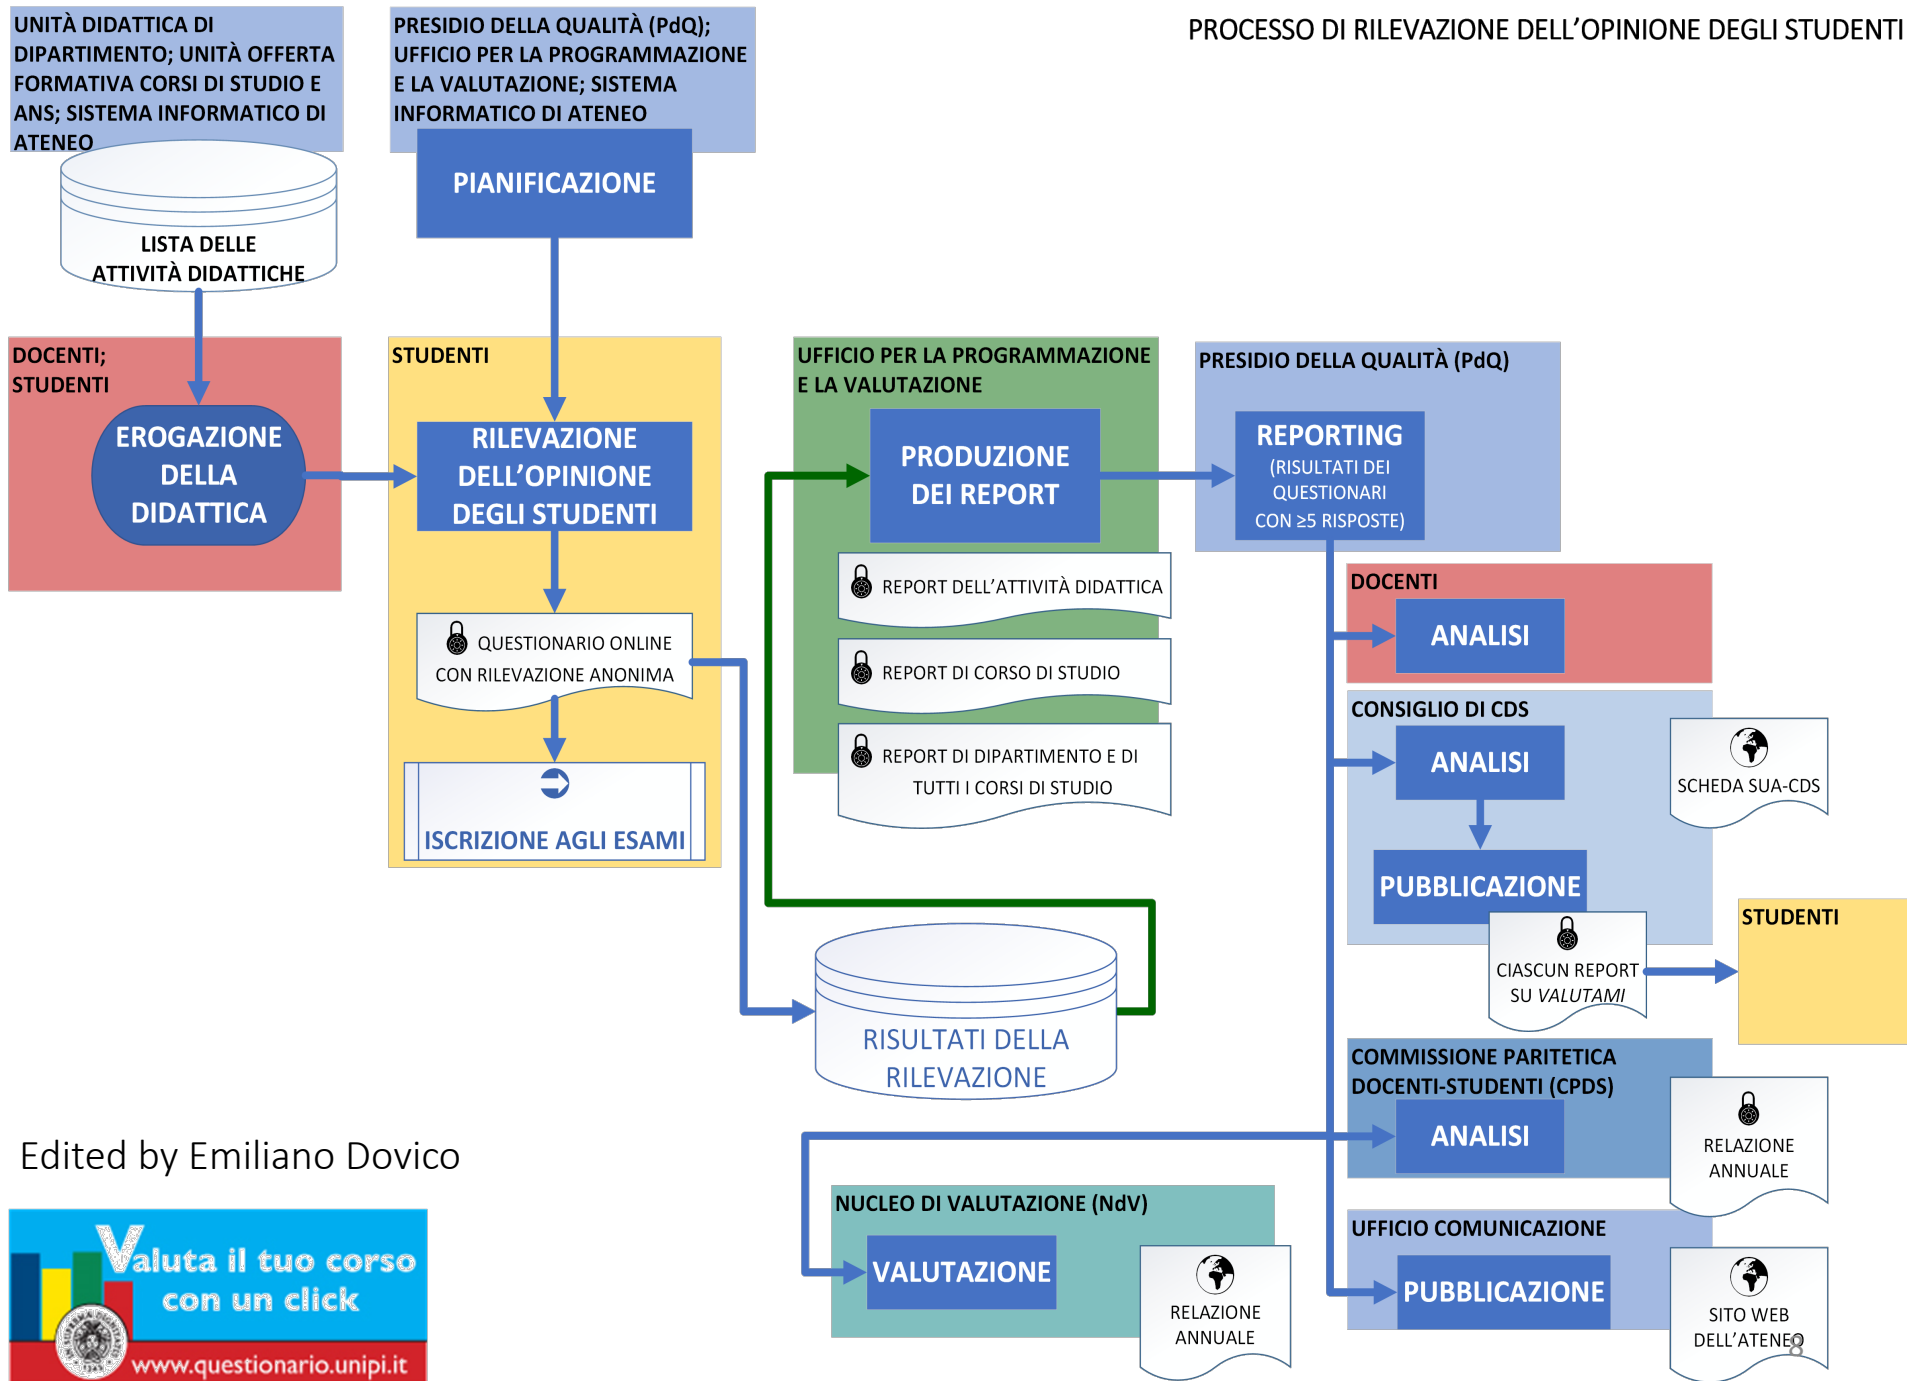 PROCESSO DI RILEVAZIONE DELL’OPINIONE DEGLI STUDENTI
UNITÀ DIDATTICA DI
DIPARTIMENTO; UNITÀ OFFERTA
FORMATIVA CORSI DI STUDIO E
ANS; SISTEMA INFORMATICO DI
ATENEO
LISTA DELLE
ATTIVITÀ DIDATTICHE
PRESIDIO DELLA QUALITÀ (PdQ);
UFFICIO PER LA PROGRAMMAZIONE
E LA VALUTAZIONE; SISTEMA
INFORMATICO DI ATENEO
PIANIFICAZIONE
DOCENTI;
STUDENTI
EROGAZIONE
DELLA
DIDATTICA
STUDENTI
RILEVAZIONE
DELL’OPINIONE
DEGLI STUDENTI
QUESTIONARIO ONLINE
CON RILEVAZIONE ANONIMA
ISCRIZIONE AGLI ESAMI
UFFICIO PER LA PROGRAMMAZIONE
E LA VALUTAZIONE
PRODUZIONE
DEI REPORT
REPORT DELL’ATTIVITÀ DIDATTICA
REPORT DI CORSO DI STUDIO
REPORT DI DIPARTIMENTO E DI
TUTTI I CORSI DI STUDIO
RISULTATI DELLA
RILEVAZIONE
PRESIDIO DELLA QUALITÀ (PdQ)
REPORTING
(RISULTATI DEI
QUESTIONARI
CON ≥5 RISPOSTE)
DOCENTI
ANALISI
CONSIGLIO DI CDS
ANALISI
SCHEDA SUA-CDS
PUBBLICAZIONE
CIASCUN REPORT
SU VALUTAMI
STUDENTI
COMMISSIONE PARITETICA
DOCENTI-STUDENTI (CPDS)
ANALISI
RELAZIONE
ANNUALE
NUCLEO DI VALUTAZIONE (NdV)
VALUTAZIONE
RELAZIONE
ANNUALE
UFFICIO COMUNICAZIONE
PUBBLICAZIONE
SITO WEB
DELL’ATENEO
8
Edited by Emiliano Dovico
Valuta il tuo corso
con un click
www.questionario.unipi.it